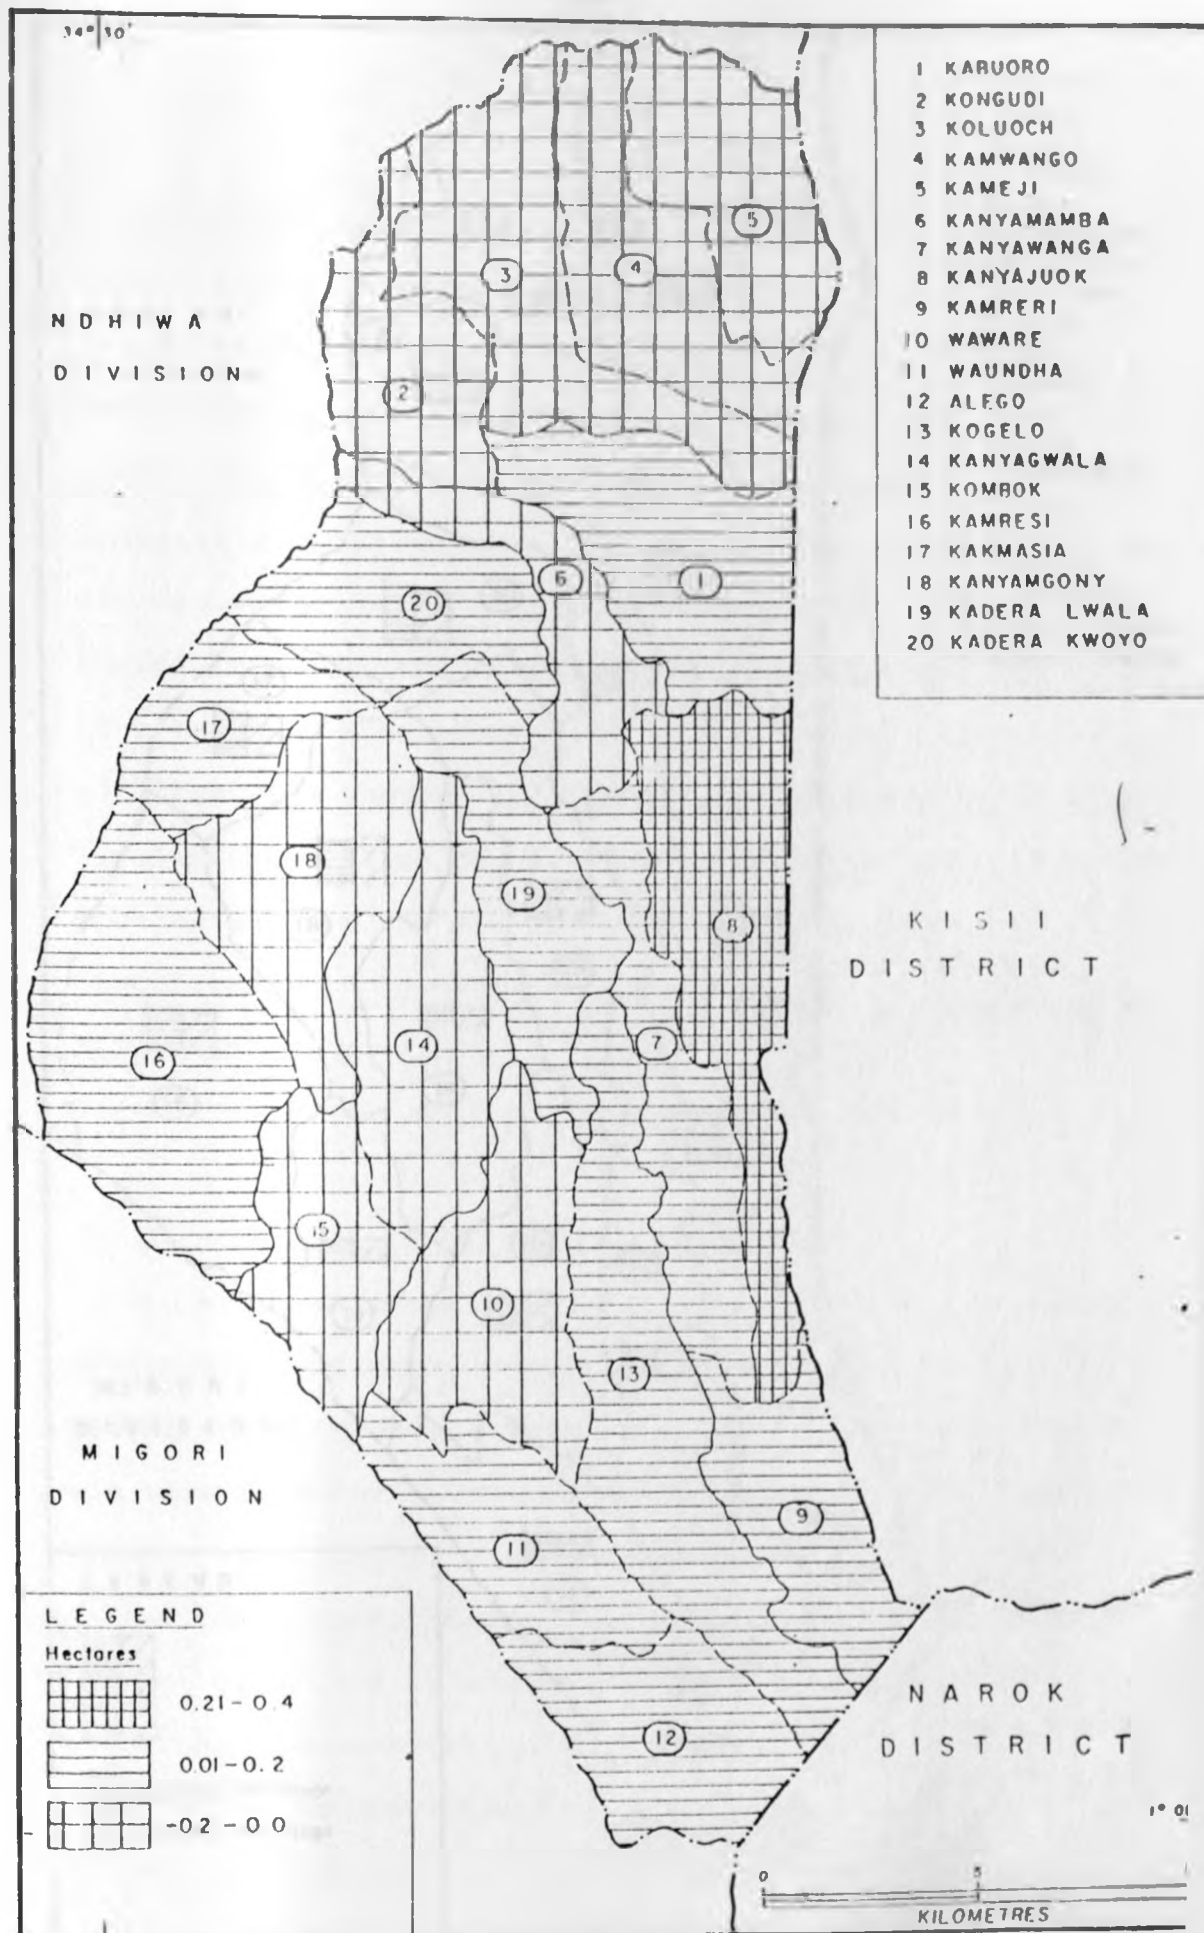 34° 30'
1 KABUORO
2 KONGUDI
3 KOLUOCH
4 KAMWANGO
5 KAMEJI
6 KANYAMAMBA
7 KANYAWANGA
8 KANYAJUOK
9 KAMRERI
10 WAWARE
11 WAUNDHA
12 ALEGO
13 KOGELO
14 KANYAGWALA
15 KOMBOK
16 KAMRESI
17 KAKMASIA
18 KANYAMGONY
19 KADERA LWALA
20 KADERA KWOYO
5
4
3
NDHIWA
DIVISION
2
6
1
20
17
18
19
8
KISII
DISTRICT
7
14
16
15
10
13
MIGORI
DIVISION
9
11
LEGEND
Hectares
0.21 - 0.4
0.01 - 0.2
-0.2 - 0 0
NAROK
DISTRICT
12
1° 0
0 5
KILOMETRES